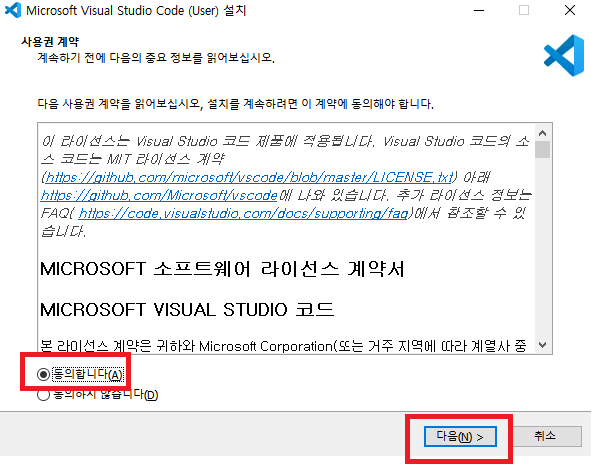 Microsoft Visual Studio Code (User) 설치
사용권 계약
계속하기 전에 다음의 중요 정보를 읽어보십시오.
다음 사용권 계약을 읽어보십시오, 설치를 계속하려면 이 계약에 동의해야 합니다.
이 라이선스는 Visual Studio 코드 제품에 적용됩니다. Visual Studio 코드의 소
스 코드는 MIT 라이선스 계약
(https://github.com/microsoft/vscode/blob/master/LICENSE.txt) 아래
https://github.com/Microsoft/vscode에 나와 있습니다. 추가 라이선스 정보는
FAQ( https://code.visualstudio.com/docs/supporting/faq)에서 참조할 수 있
습니다.
MICROSOFT 소프트웨어 라이선스 계약서
MICROSOFT VISUAL STUDIO 코드
본 라이선스 계약은 귀하와 Microsoft Corporation(또는 거주 지역에 따라 계열사 중
동의합니다(A)
동의하지 않습니다(D)
다음(N) >
취소